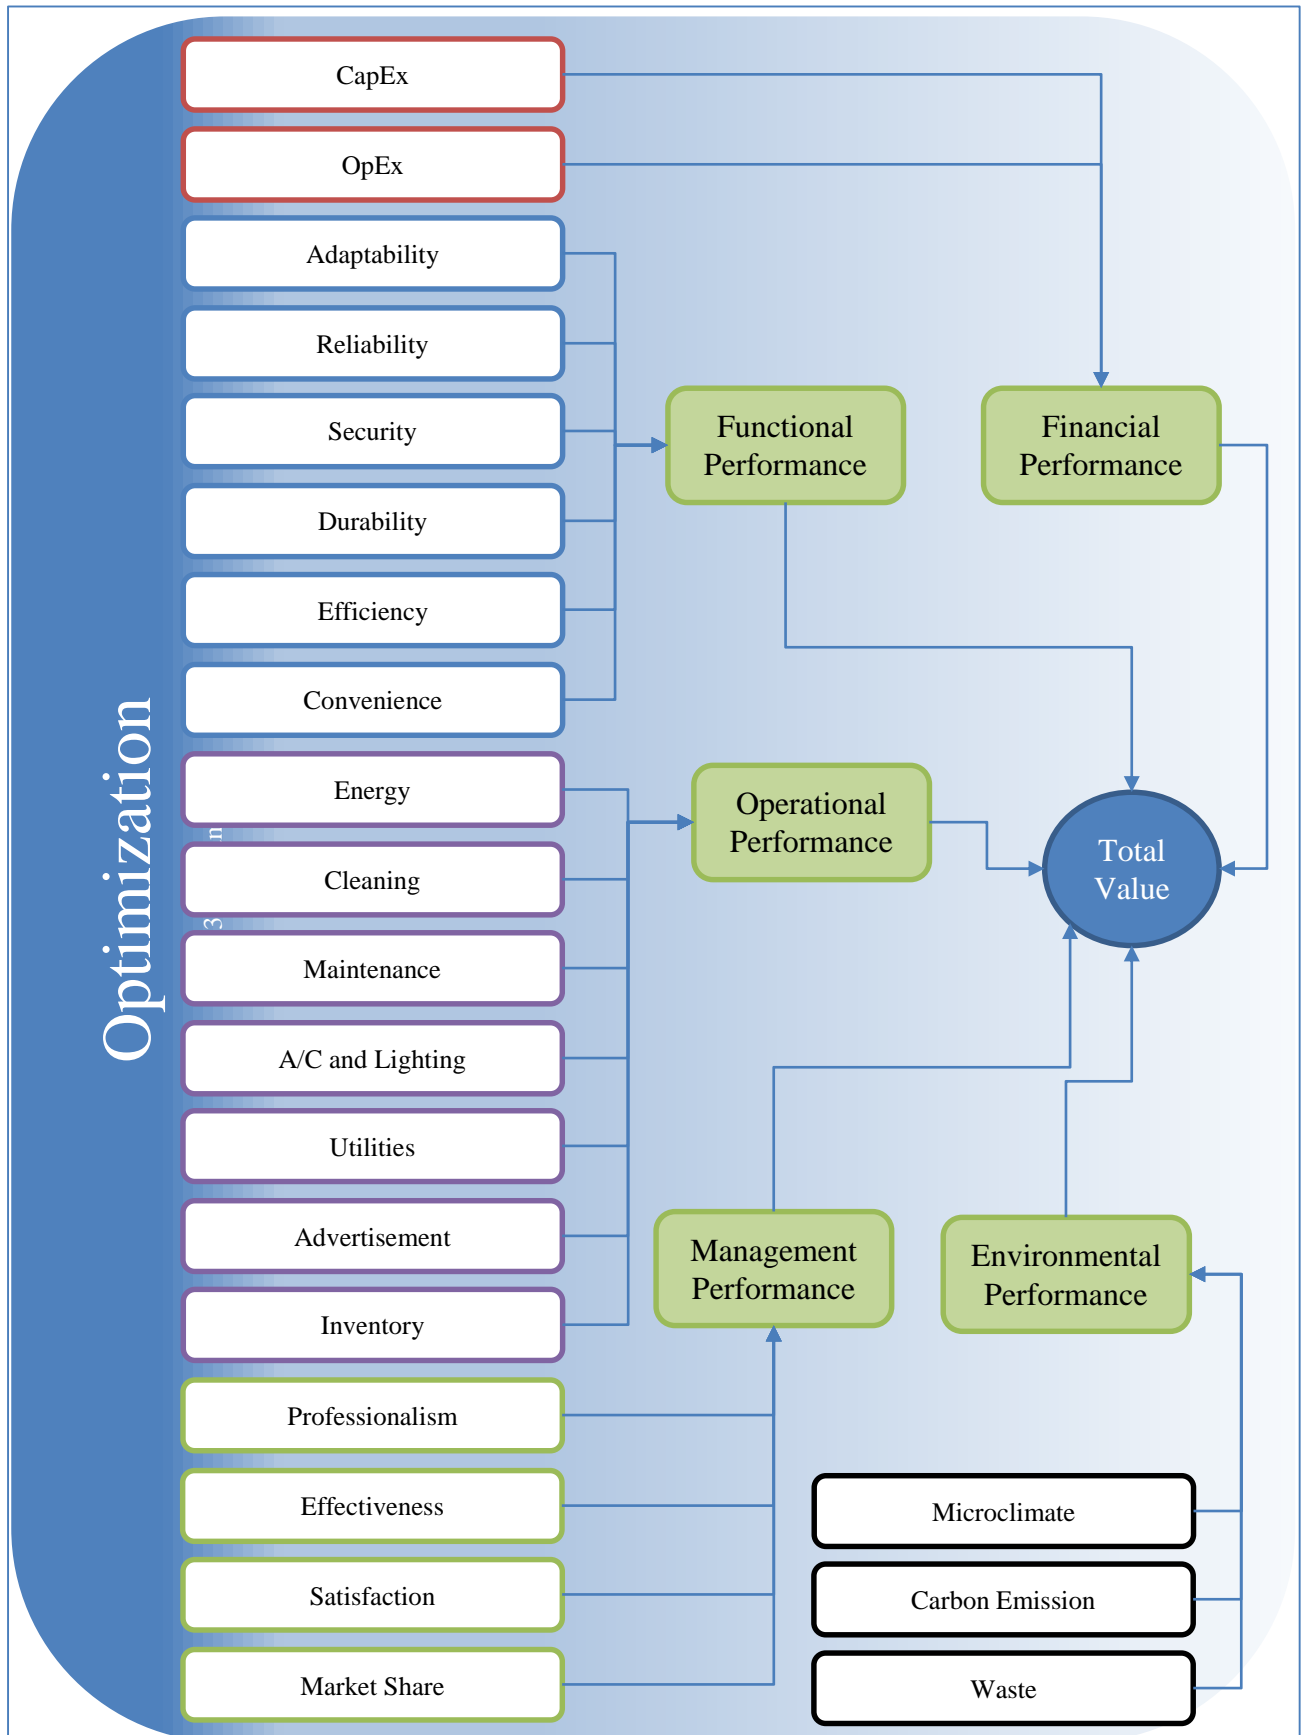 CapEx
OpEx
Adaptability
Reliability
Security
Durability
Efficiency
Convenience
Energy
Cleaning
Maintenance
A/C and Lighting
Utilities
Advertisement
Inventory
Professionalism
Effectiveness
Satisfaction
Market Share
Optimization
Functional
Performance
Financial
Performance
Operational
Performance
Total
Value
Management
Performance
Environmental
Performance
Microclimate
Carbon Emission
Waste